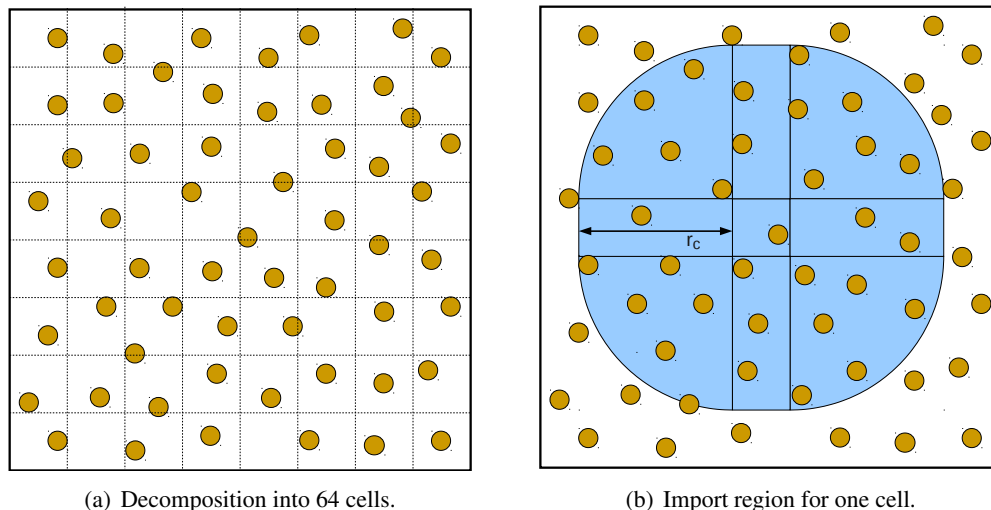 r_C
(a) Decomposition into 64 cells.
(b) Import region for one cell.